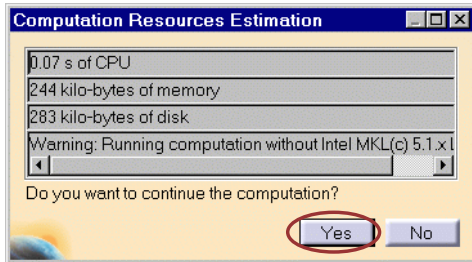 Computation Resources Estimation
0.07 s of CPU
244 kilo-bytes of memory
283 kilo-bytes of disk
Warning: Running computation without Intel MKL(c) 5.1.x
Do you want to continue the computation?
Yes No